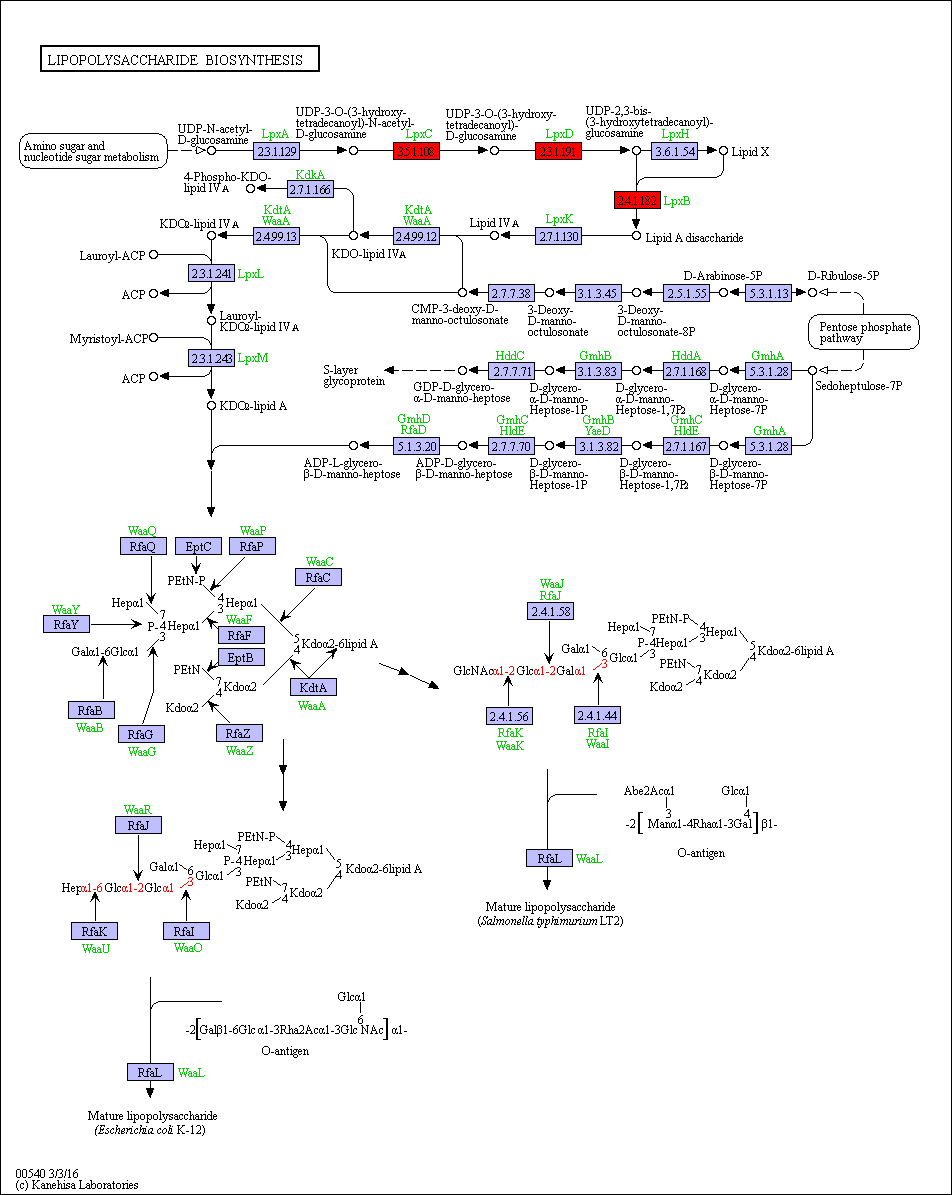 LIPOPOLYSACCHARIDE BIOSYNTHESIS
Amino sugar and
nucleotide sugar metabolism
UDP-N-acetyl-
D-glucosamine
LpxA
2.3.1.129
UDP-3-O-(3-hydroxy-
tetradecanoyl)-N-acetyl-
D-glucosamine
LpxC
3.5.1.108
UDP-3-O-(3-hydroxy-
tetradecanoyl)-
D-glucosamine
LpxD
2.3.1.191
UDP-2,3-bis-
(3-hydroxytetradecanoyl)-
glucosamine
LpxH
3.6.1.54
Lipid X
4-Phospho-KDO-
lipid IVA
KdkA
2.7.1.166
2.4.1.182
LpxB
KDO2-lipid IVA
KdtA
WaaA
2.4.99.13
KDO-lipid IVA
KdtA
WaaA
2.4.99.12
Lipid IVA
LpxK
2.7.1.130
Lipid A disaccharide
Lauroyl-ACP
2.3.1.241
LpxL
ACP
CMP-3-deoxy-D-
manno-octulosonate
2.7.7.38
3-Deoxy-
D-manno-
octulosonate
3.1.3.45
3-Deoxy-
D-manno-
octulosonate-8P
2.5.1.55
D-Arabinose-5P
5.3.1.13
D-Ribulose-5P
Pentose phosphate
pathway
Lauroyl-
KDO2-lipid IVA
Myristoyl-ACP
2.3.1.243
LpxM
ACP
KDO2-lipid A
S-layer
glycoprotein
GDP-D-glycero-
α-D-manno-heptose
HddC
2.7.7.71
D-glycero-
α-D-manno-
Heptose-1P
GmhB
3.1.3.83
D-glycero-
α-D-manno-
Heptose-1,7P2
HddA
2.7.1.168
D-glycero-
α-D-manno-
Heptose-7P
GmhA
5.3.1.28
Sedoheptulose-7P
ADP-L-glycero-
β-D-manno-heptose
GmhD
RfaD
5.1.3.20
ADP-D-glycero-
β-D-manno-heptose
GmhC
HldE
2.7.7.70
D-glycero-
β-D-manno-
Heptose-1P
GmhB
YaeD
3.1.3.82
D-glycero-
β-D-manno-
Heptose-1,7P2
GmhC
HldE
2.7.1.167
D-glycero-
β-D-manno-
Heptose-7P
GmhA
5.3.1.28
WaaQ
RfaQ
EptC
WaaP
RfaP
WaaC
RfaC
PEtN-P
Hepα1
7
4
Hepα1
WaaY
RfaY
P-4
Hepα1
3
3
WaaF
RfaF
5
4
Kdoα2-6lipid A
Galα1-6Glcα1
EptB
PEtN
7
4
Kdoα2
Kdoα2
KdtA
WaaA
RfaB
WaaB
RfaG
WaaG
RfaZ
WaaZ
WaaJ
RfaJ
2.4.1.58
GlcNAcα1-2Glcα1-2Galα1
Galα1
6
3
Glcα1
Hepα1
7
P-4
3
Hepα1
PEtN-P
4
3
Hepα1
5
4
Kdoα2-6lipid A
PEtN
7
4
Kdoα2
Kdoα2
2.4.1.56
RfaK
WaaK
2.4.1.44
RfaI
WaaI
Abe2Acα1
Glcα1
3
4
-2[Manα1-4Rhaα1-3Gal]β1-
O-antigen
RfaL
WaaL
Mature lipopolysaccharide
(Salmonella typhimurium LT2)
WaaR
RfaJ
Hepα1-6Glcα1-2Glcα1
Galα1
6
3
Glcα1
Hepα1
7
P-4
3
Hepα1
PEtN-P
4
3
Hepα1
5
4
Kdoα2-6lipid A
PEtN
7
4
Kdoα2
Kdoα2
RfaK
WaaU
RfaI
WaaO
Glcα1
6
-2[Galβ1-6Glcα1-3Rha2Acα1-3Glc NAc]α1-
O-antigen
RfaL
WaaL
Mature lipopolysaccharide
(Escherichia coli K-12)
00540 3/3/16
(c) Kanehisa Laboratories